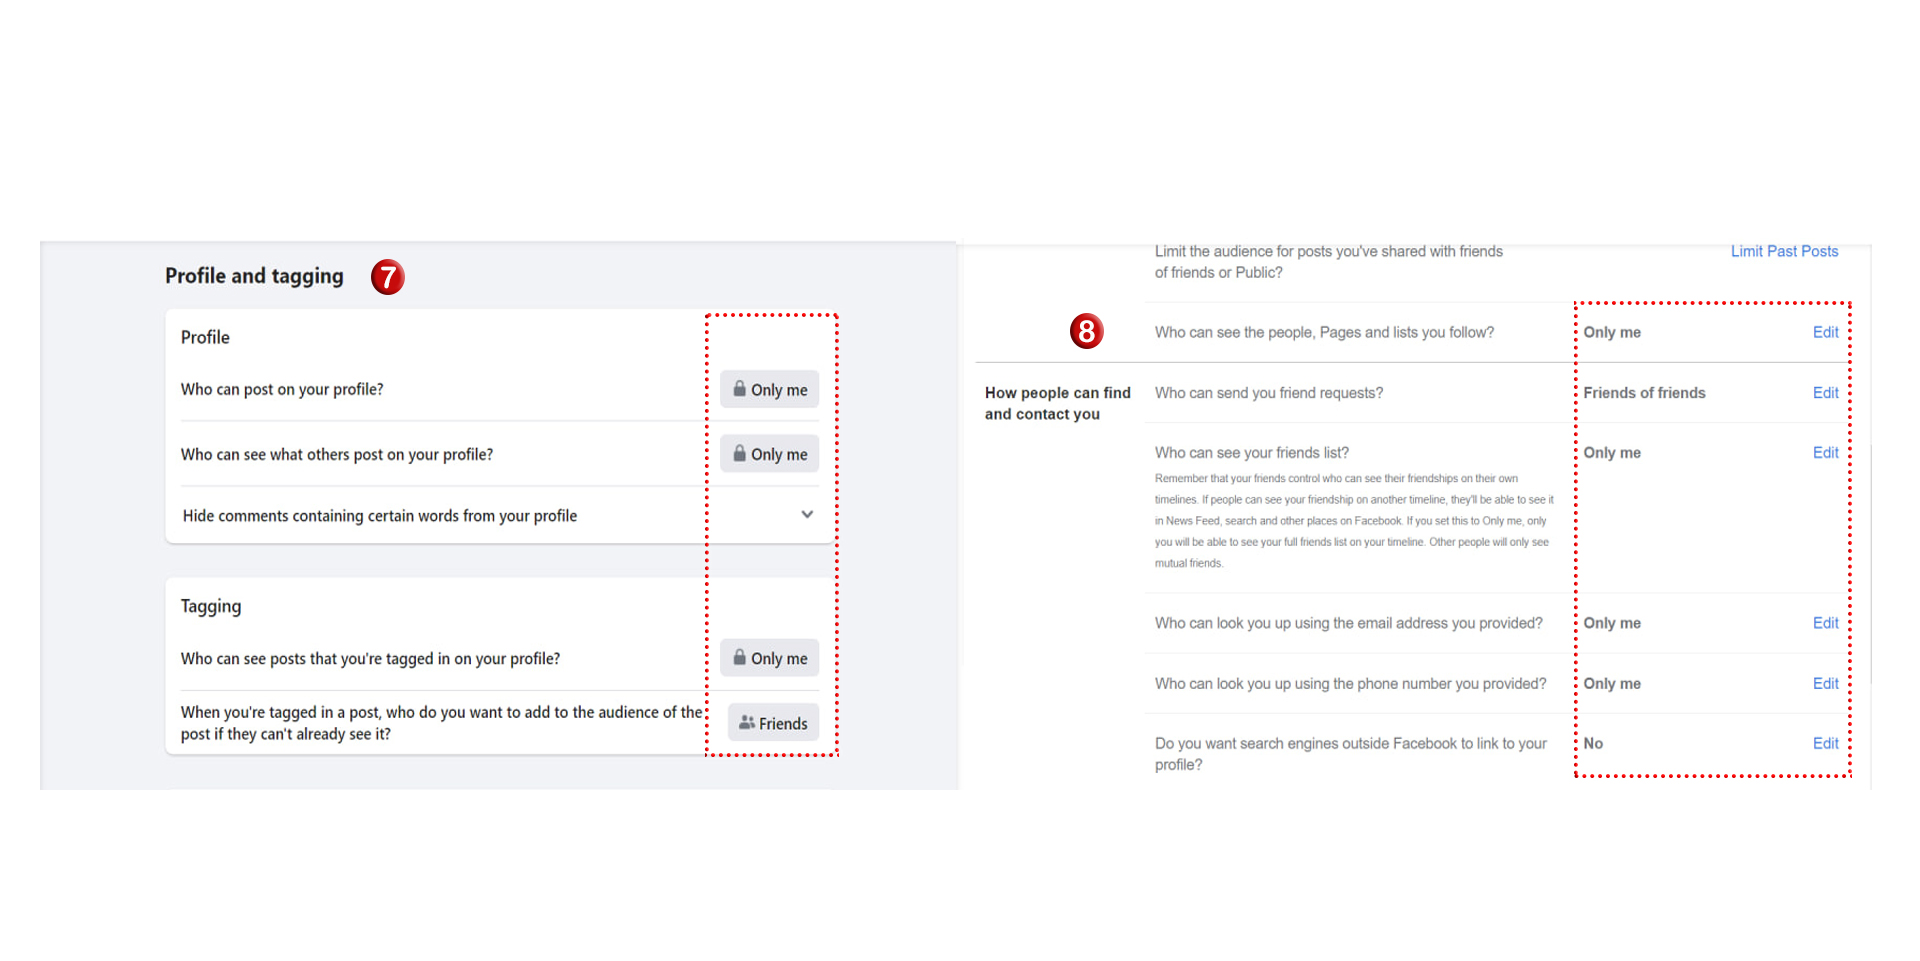 Profile and tagging 7
Profile
Who can post on your profile? Only me
Who can see what others post on your profile? Only me
Hide comments containing certain words from your profile
Tagging
Who can see posts that you're tagged in on your profile? Only me
When you're tagged in a post, who do you want to add to the audience of the
post if they can't already see it? Friends
Limit the audience for posts you've shared with friends Limit Past Posts
of friends or Public?
8 Who can see the people, Pages and lists you follow? Only me Edit
How people can find Who can send you friend requests? Friends of friends Edit
and contact you
Who can see your friends list? Only me Edit
Remember that your friends control who can see their friendships on their own
timelines. If people can see your friendship on another timeline, they'll be able to see it
in News Feed, search and other places on Facebook. If you set this to Only me, only
you will be able to see your full friends list on your timeline. Other people will only see
mutual friends.
Who can look you up using the email address you provided? Only me Edit
Who can look you up using the phone number you provided? Only me Edit
Do you want search engines outside Facebook to link to your No Edit
profile?